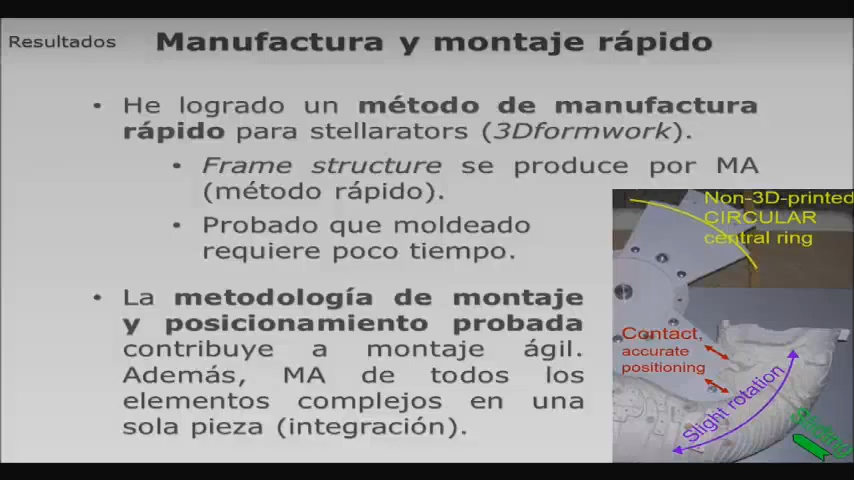 Resultados
Manufactura y montaje rápido
• He logrado un método de manufactura
rápido para stellarators (3Dformwork).
• Frame structure se produce por MA
(método rápido).
• Probado que moldeado
requiere poco tiempo.
• La metodología de montaje
y posicionamiento probada
contribuye a montaje ágil.
Además, MA de todos los
elementos complejos en una
sola pieza (integración).
Non-3D-printed
CIRCULAR
central ring
Contact,
accurate
positioning
Slight rotation
Sliding